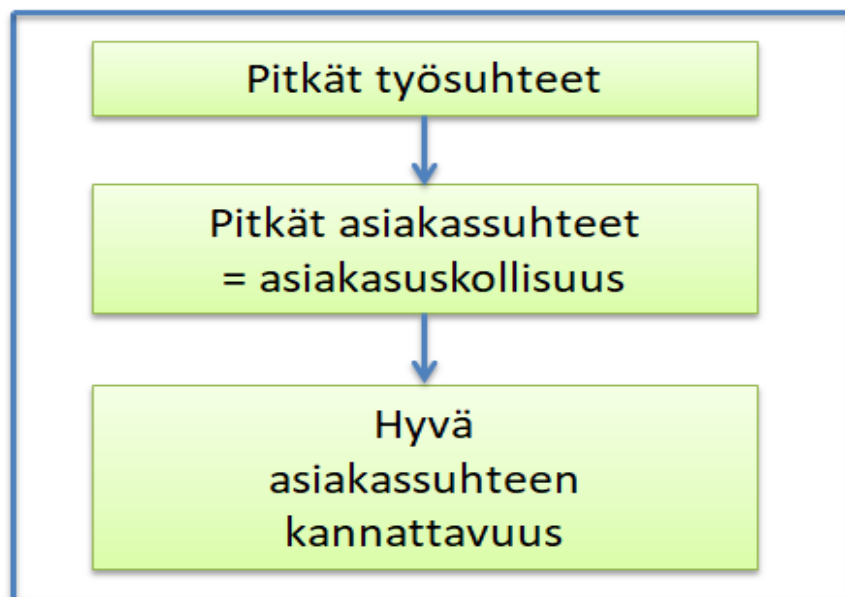 Pitkät työsuhteet
Pitkät asiakassuhteet
= asiakasuskollisuus
Hyvä
asiakassuhteen
kannattavuus